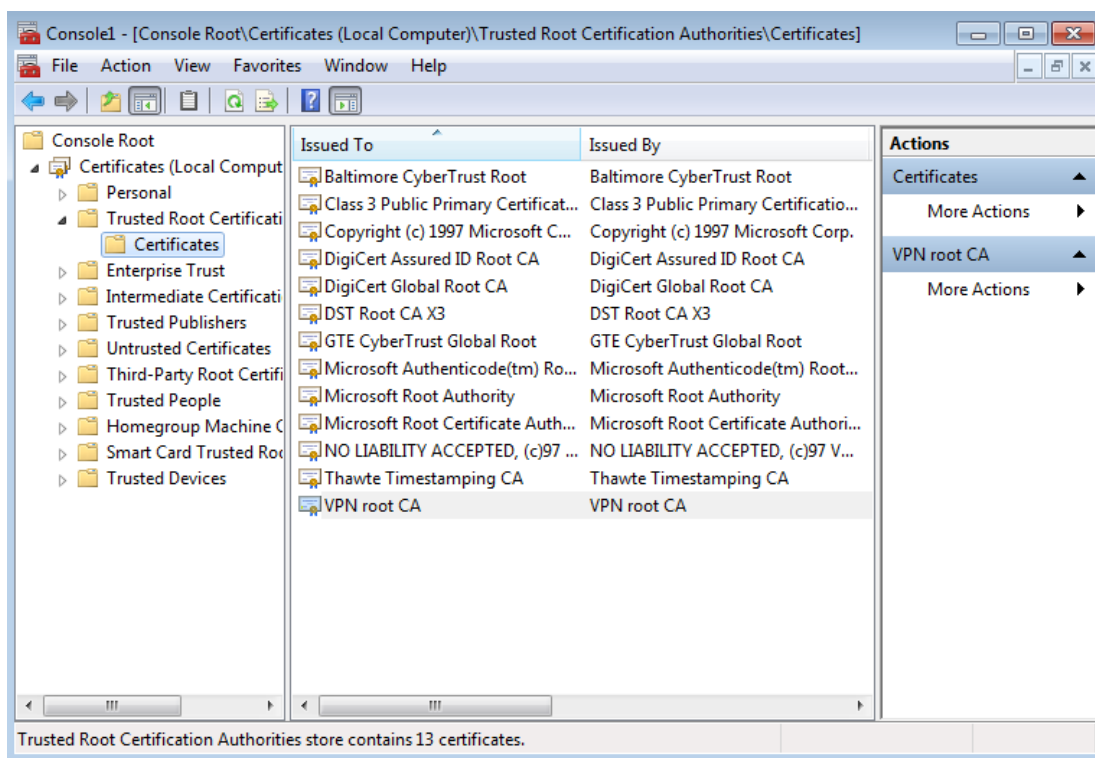 Console1 - [Console Root\Certificates (Local Computer)\Trusted Root Certification Authorities\Certificates]
File Action View Favorites Window Help
Console Root
Certificates (Local Comput
Personal
Trusted Root Certificati
Certificates
Enterprise Trust
Intermediate Certificati
Trusted Publishers
Untrusted Certificates
Third-Party Root Certifi
Trusted People
Homegroup Machine C
Smart Card Trusted Roo
Trusted Devices
Issued To Issued By
Baltimore CyberTrust Root Baltimore CyberTrust Root
Class 3 Public Primary Certificat... Class 3 Public Primary Certificatio...
Copyright (c) 1997 Microsoft C... Copyright (c) 1997 Microsoft Corp.
DigiCert Assured ID Root CA DigiCert Assured ID Root CA
DigiCert Global Root CA DigiCert Global Root CA
DST Root CA X3 DST Root CA X3
GTE CyberTrust Global Root GTE CyberTrust Global Root
Microsoft Authenticode(tm) Ro... Microsoft Authenticode(tm) Root...
Microsoft Root Authority Microsoft Root Authority
Microsoft Root Certificate Auth... Microsoft Root Certificate Authori...
NO LIABILITY ACCEPTED, (c)97 ... NO LIABILITY ACCEPTED, (c)97 V...
Thawte Timestamping CA Thawte Timestamping CA
VPN root CA VPN root CA
Actions
Certificates
More Actions
VPN root CA
More Actions
Trusted Root Certification Authorities store contains 13 certificates.